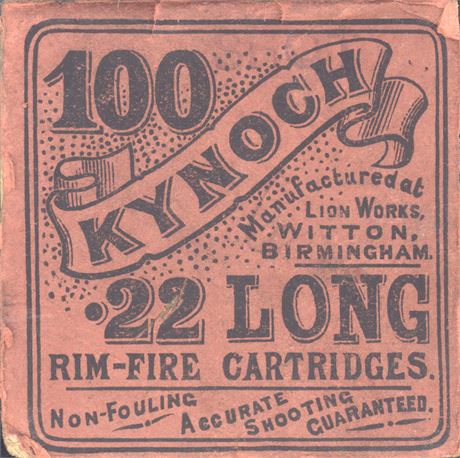 100
KYNOCH
Manufactured at
LION WORKS,
WITTON,
BIRMINGHAM.
.22 LONG
RIM-FIRE CARTRIDGES.
NON-FOULING
ACCURATE
SHOOTING
GUARANTEED.